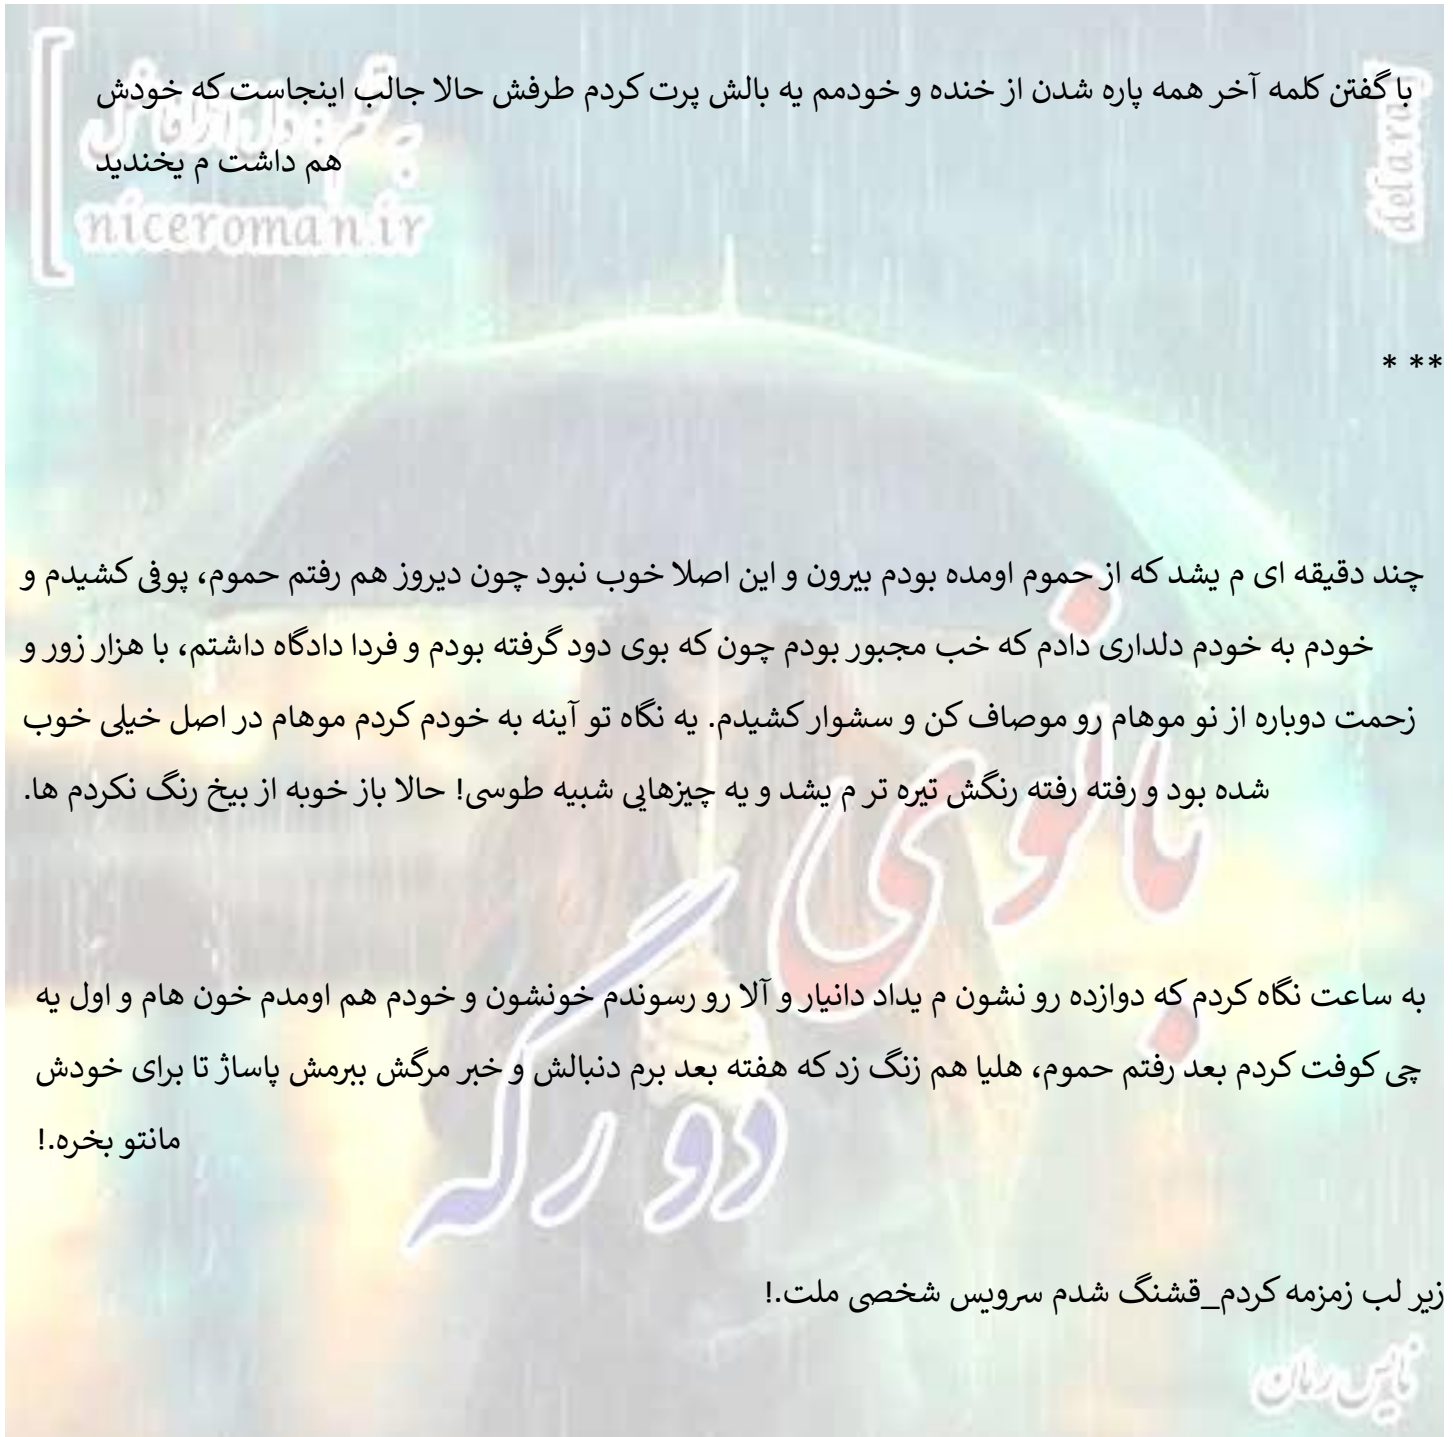 با گفتن کلمه آخر همه پاره شدن از خنده و خودمم یه بالش پرت کردم طرفش حالا جالب اینجاست که خودش
هم داشت م یخندید
niceroman.ir
delara
** *
چند دقیقه ای م یشد که از حموم اومده بودم بیرون و این اصلا خوب نبود چون دیروز هم رفتم حموم، پوفی کشیدم و
خودم به خودم دلداری دادم که خب مجبور بودم چون که بوی دود گرفته بودم و فردا دادگاه داشتم، با هزار زور و
زحمت دوباره از نو موهام رو موصاف کن و سشوار کشیدم. یه نگاه تو آینه به خودم کردم موهام در اصل خیلی خوب
شده بود و رفته رفته رنگش تیره تر م یشد و یه چیزهایی شبیه طوسی! حالا باز خوبه از بیخ رنگ نکردم ها.
بانوی
به ساعت نگاه کردم که دوازده رو نشون م یداد دانیار و آلا رو رسوندم خونشون و خودم هم اومدم خون هام و اول یه
چی کوفت کردم بعد رفتم حموم، هلیا هم زنگ زد که هفته بعد برم دنبالش و خبر مرگش ببرمش پاساژ تا برای خودش
مانتو بخره.!
دو رگه
زیر لب زمزمه کردم_قشنگ شدم سرویس شخصی ملت.!
نایس رمان